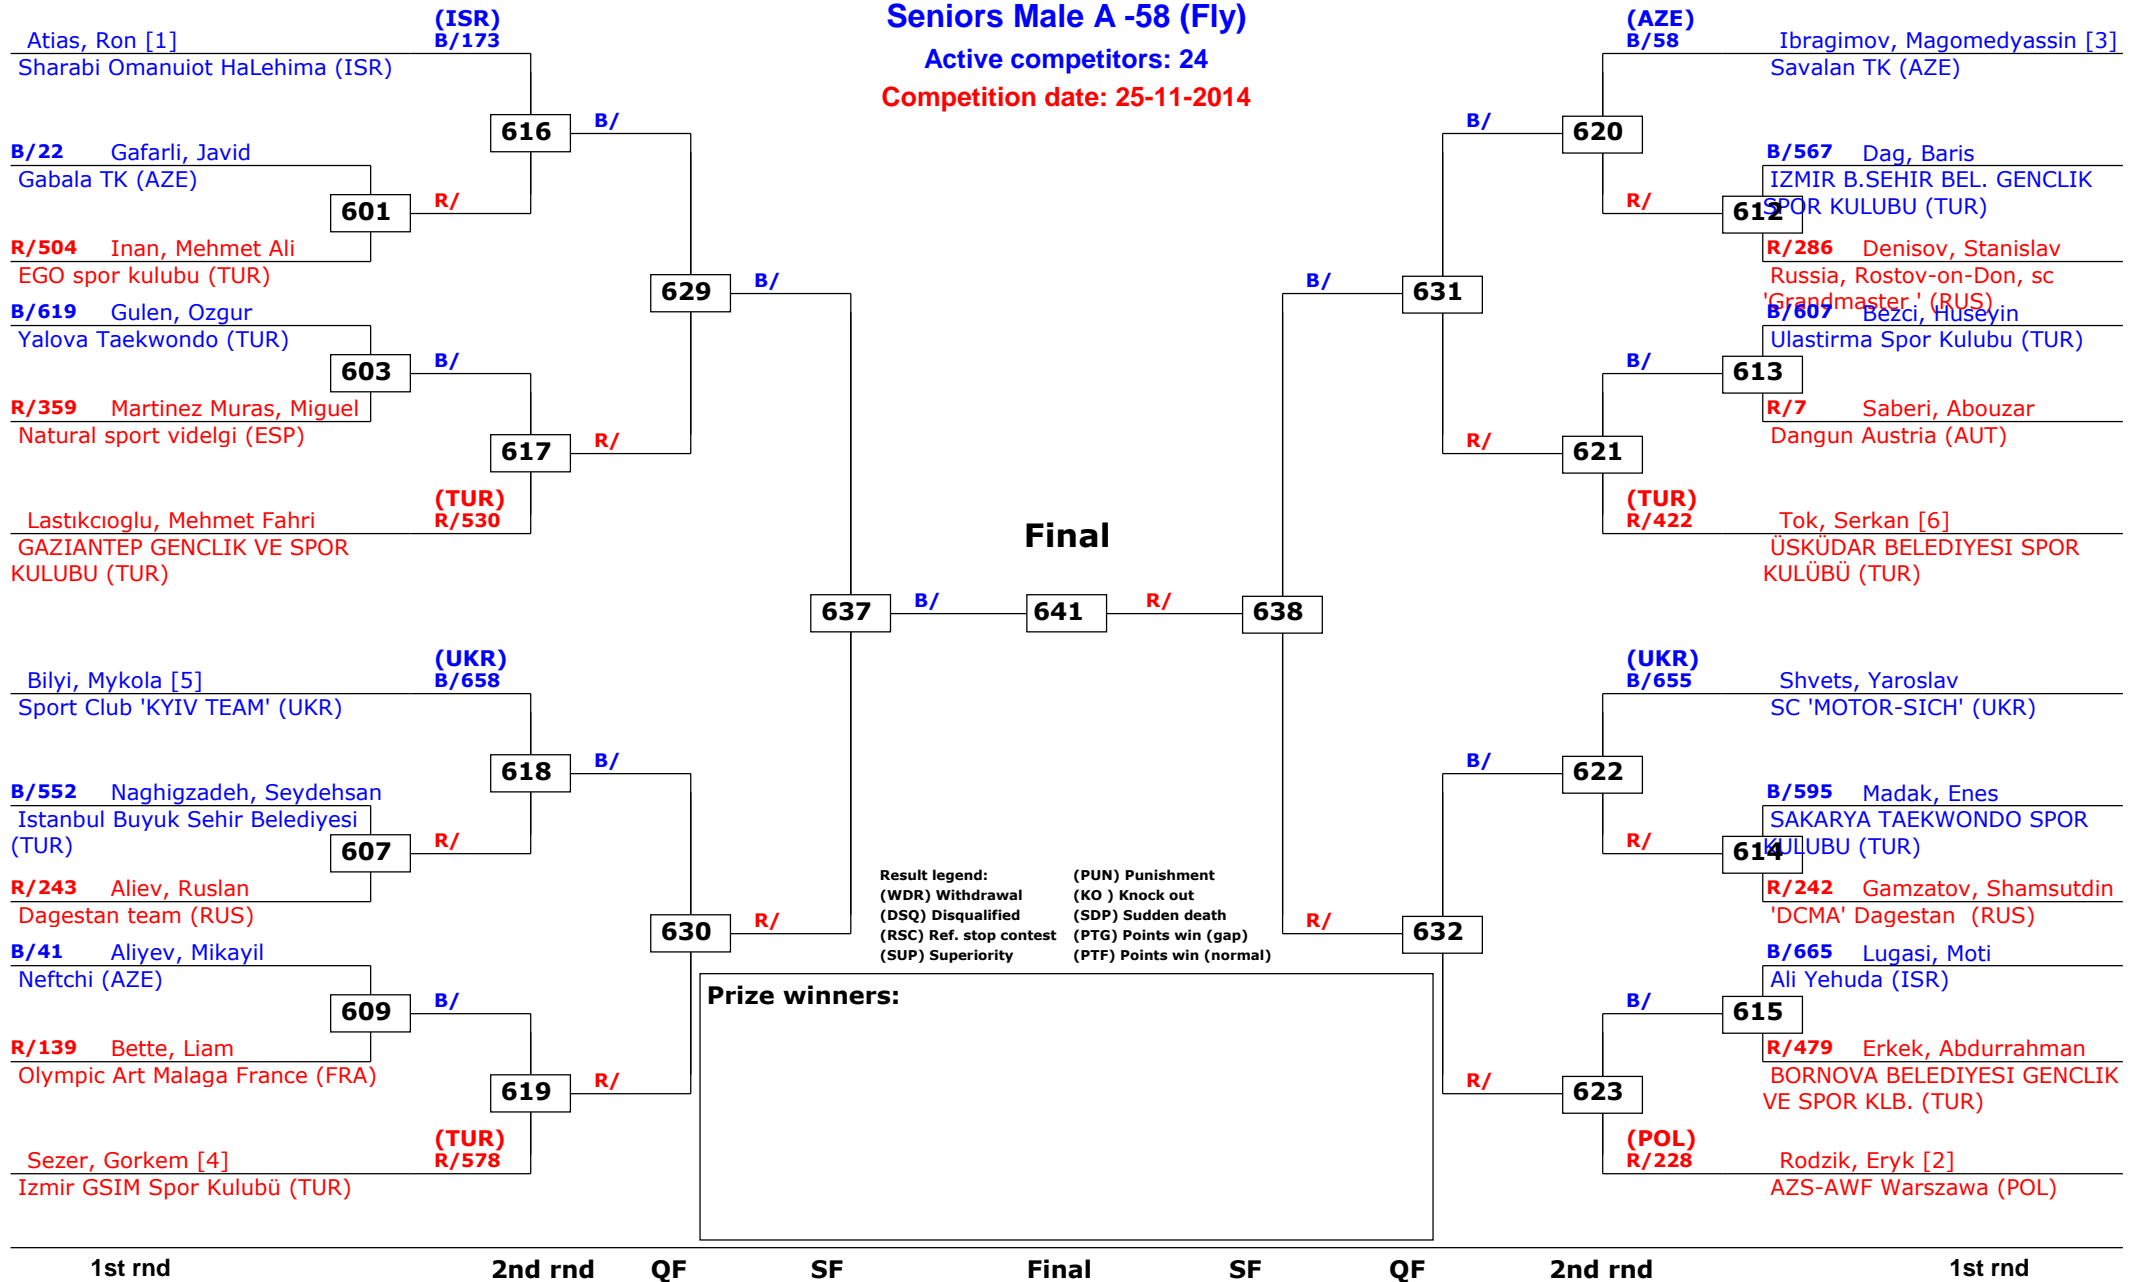 Seniors Male A -58 (Fly)
Active competitors: 24
Competition date: 25-11-2014
(ISR)
Atias, Ron [1] B/173
Sharabi Omanuiot HaLehima (ISR)
616
B/
B/22 Gafarli, Javid
Gabala TK (AZE)
601
R/
R/504 Inan, Mehmet Ali
EGO spor kulubu (TUR)
629
B/
B/619 Gulen, Ozgur
Yalova Taekwondo (TUR)
603
B/
R/359 Martinez Muras, Miguel
Natural sport videlgi (ESP)
617
R/
(TUR)
Lastıkcıoglu, Mehmet Fahri R/530
GAZIANTEP GENCLIK VE SPOR
KULUBU (TUR)
637
B/
(UKR)
Bilyi, Mykola [5] B/658
Sport Club 'KYIV TEAM' (UKR)
618
B/
B/552 Naghigzadeh, Seydehsan
Istanbul Buyuk Sehir Belediyesi
(TUR)
607
R/
R/243 Aliev, Ruslan
Dagestan team (RUS)
630
R/
B/41 Aliyev, Mikayil
Neftchi (AZE)
609
B/
R/139 Bette, Liam
Olympic Art Malaga France (FRA)
619
R/
(TUR)
Sezer, Gorkem [4] R/578
Izmir GSIM Spor Kulubü (TUR)
Final
641
R/
638
(AZE)
B/58 Ibragimov, Magomedyassin [3]
Savalan TK (AZE)
B/
620
B/567 Dag, Baris
IZMIR B.SEHIR BEL. GENCLIK
SPOR KULUBU (TUR)
R/
612
R/286 Denisov, Stanislav
Russia, Rostov-on-Don, sc
'Grandmaster ' (RUS)
B/
631
B/607 Bezci, Huseyin
Ulastirma Spor Kulubu (TUR)
B/
613
R/7 Saberi, Abouzar
Dangun Austria (AUT)
R/
621
(TUR)
R/422 Tok, Serkan [6]
ÜSKÜDAR BELEDIYESI SPOR
KULÜBÜ (TUR)
(UKR)
B/655 Shvets, Yaroslav
SC 'MOTOR-SICH' (UKR)
B/
622
B/595 Madak, Enes
SAKARYA TAEKWONDO SPOR
KULUBU (TUR)
R/
614
R/242 Gamzatov, Shamsutdin
'DCMA' Dagestan (RUS)
R/
632
B/665 Lugasi, Moti
Ali Yehuda (ISR)
B/
615
R/479 Erkek, Abdurrahman
BORNOVA BELEDIYESI GENCLIK
VE SPOR KLB. (TUR)
R/
623
(POL)
R/228 Rodzik, Eryk [2]
AZS-AWF Warszawa (POL)
Result legend: (PUN) Punishment
(WDR) Withdrawal (KO ) Knock out
(DSQ) Disqualified (SDP) Sudden death
(RSC) Ref. stop contest (PTG) Points win (gap)
(SUP) Superiority (PTF) Points win (normal)
Prize winners:
1st rnd 2nd rnd QF SF Final SF QF 2nd rnd 1st rnd